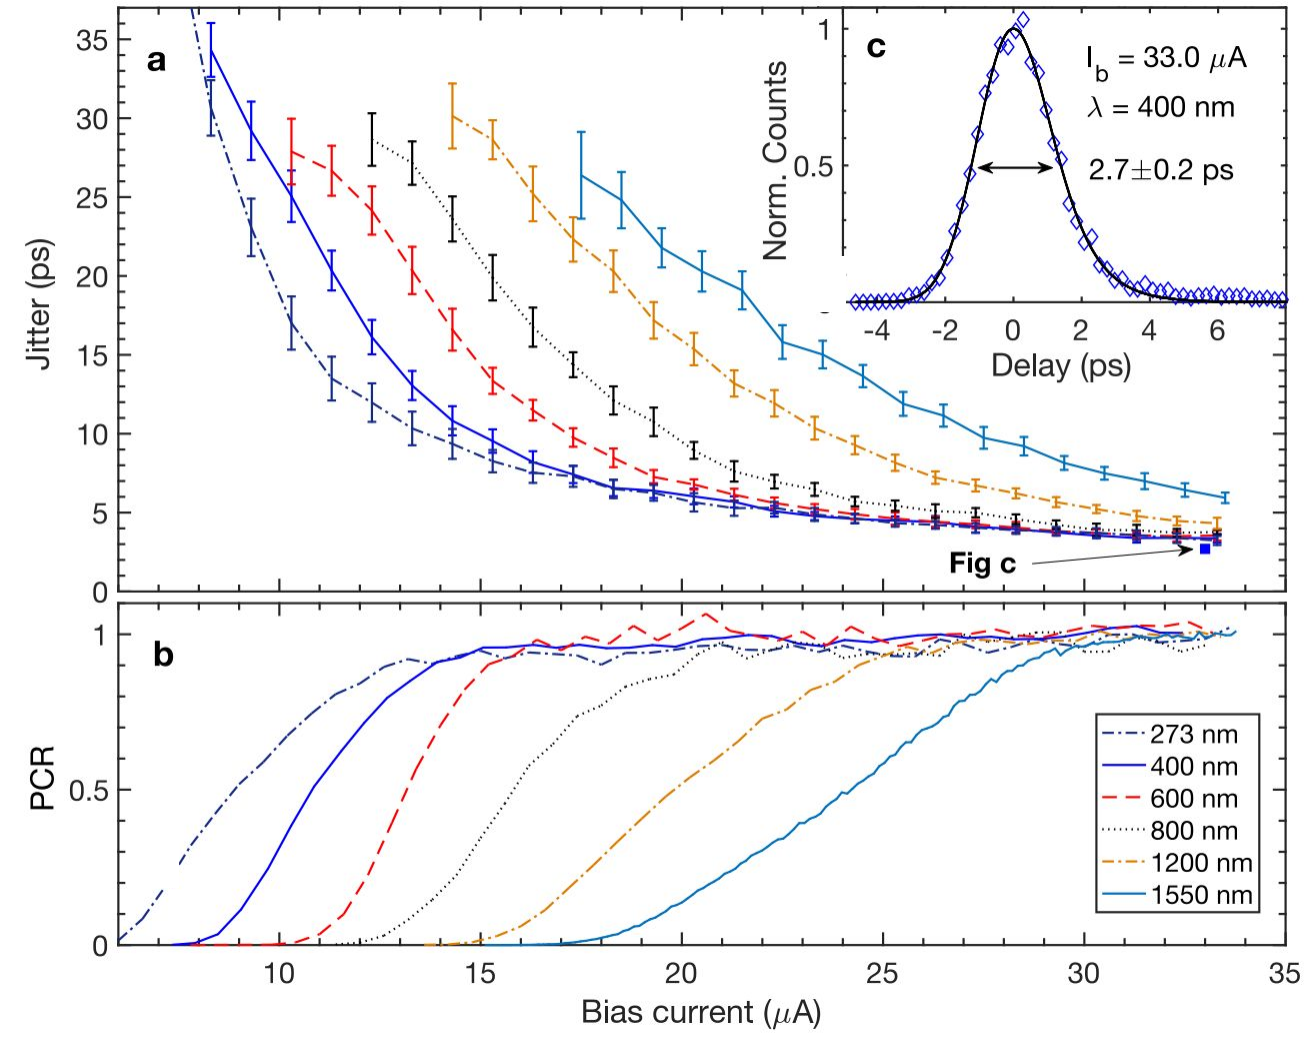 a
35
30
25
20
15
10
5
0
Jitter (ps)
Fig c
c
1
0.5
Norm. Counts
I_b = 33.0 μA
λ = 400 nm
2.7±0.2 ps
-4 -2 0 2 4 6
Delay (ps)
b
1
0.5
0
PCR
273 nm
400 nm
600 nm
800 nm
1200 nm
1550 nm
10 15 20 25 30 35
Bias current (μA)